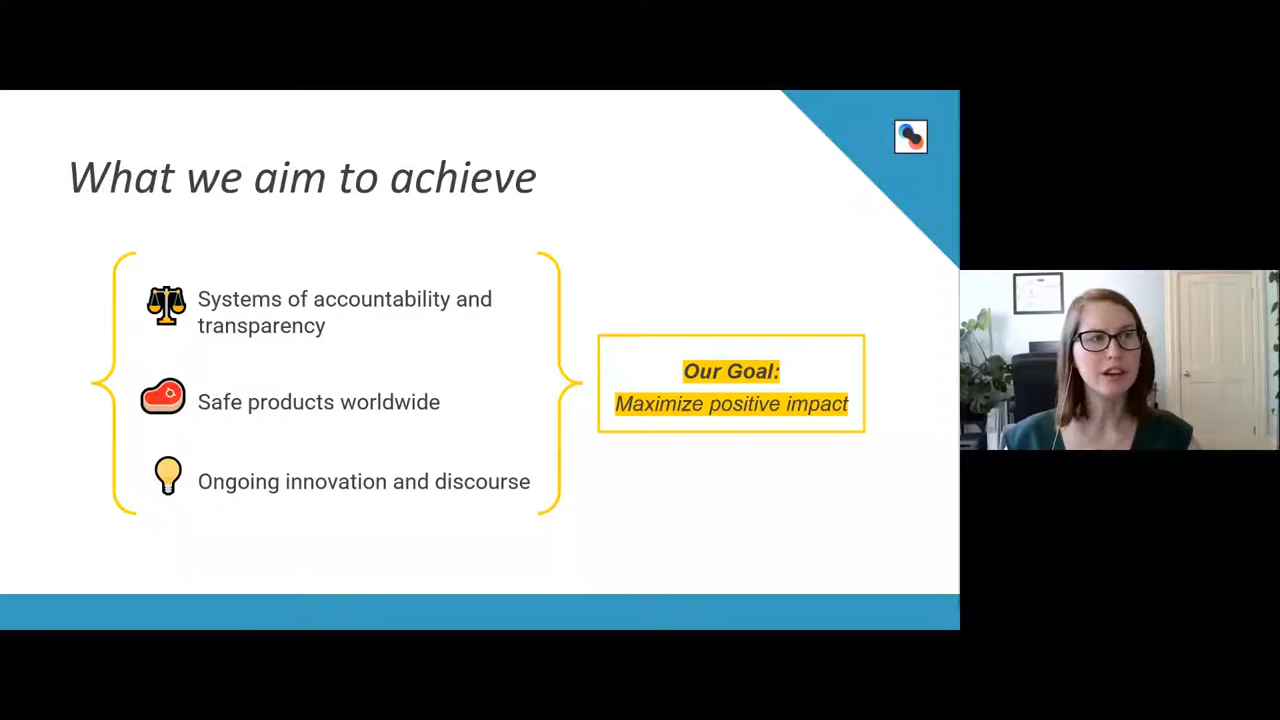 What we aim to achieve
Systems of accountability and
transparency
Safe products worldwide
Ongoing innovation and discourse
Our Goal:
Maximize positive impact